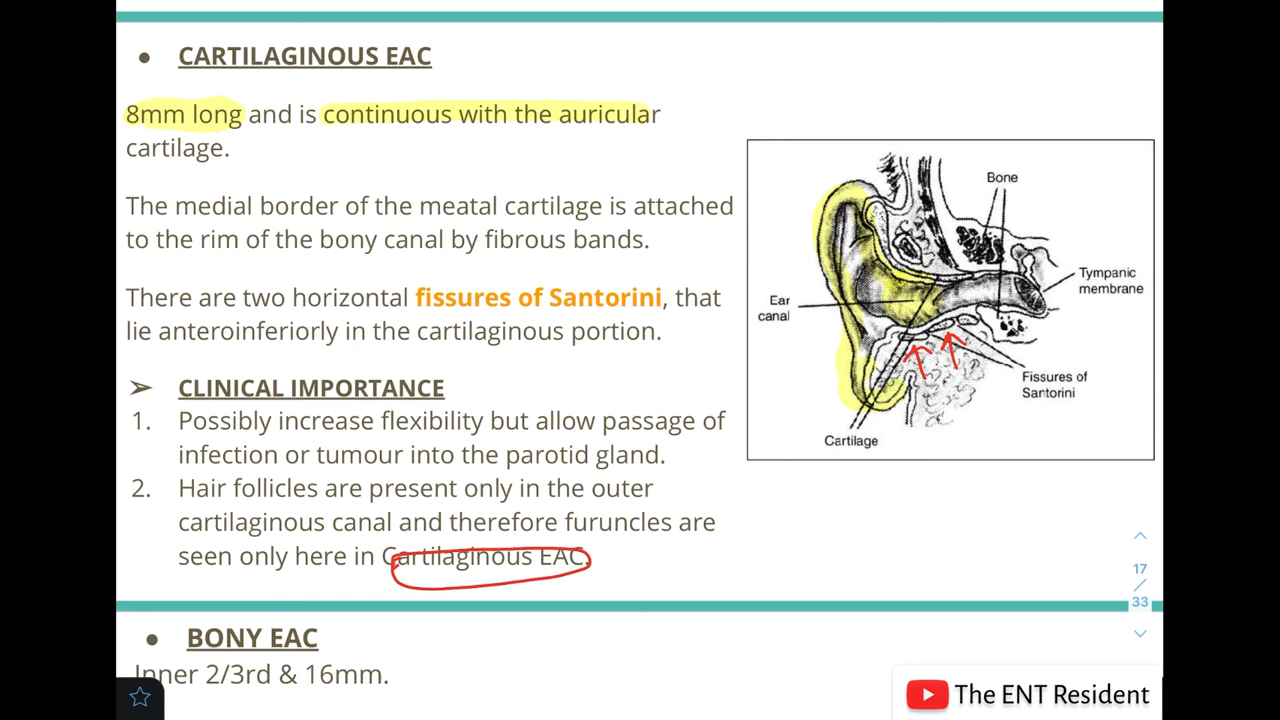 ● CARTILAGINOUS EAC
8mm long and is continuous with the auricular
cartilage.
The medial border of the meatal cartilage is attached
to the rim of the bony canal by fibrous bands.
There are two horizontal fissures of Santorini, that
lie anteroinferiorly in the cartilaginous portion.
➢ CLINICAL IMPORTANCE
1. Possibly increase flexibility but allow passage of
infection or tumour into the parotid gland.
2. Hair follicles are present only in the outer
cartilaginous canal and therefore furuncles are
seen only here in Cartilaginous EAC.
Bone
Tympanic
membrane
Ear
canal
Fissures of
Santorini
Cartilage
17
/
33
● BONY EAC
Inner 2/3rd & 16mm.
The ENT Resident